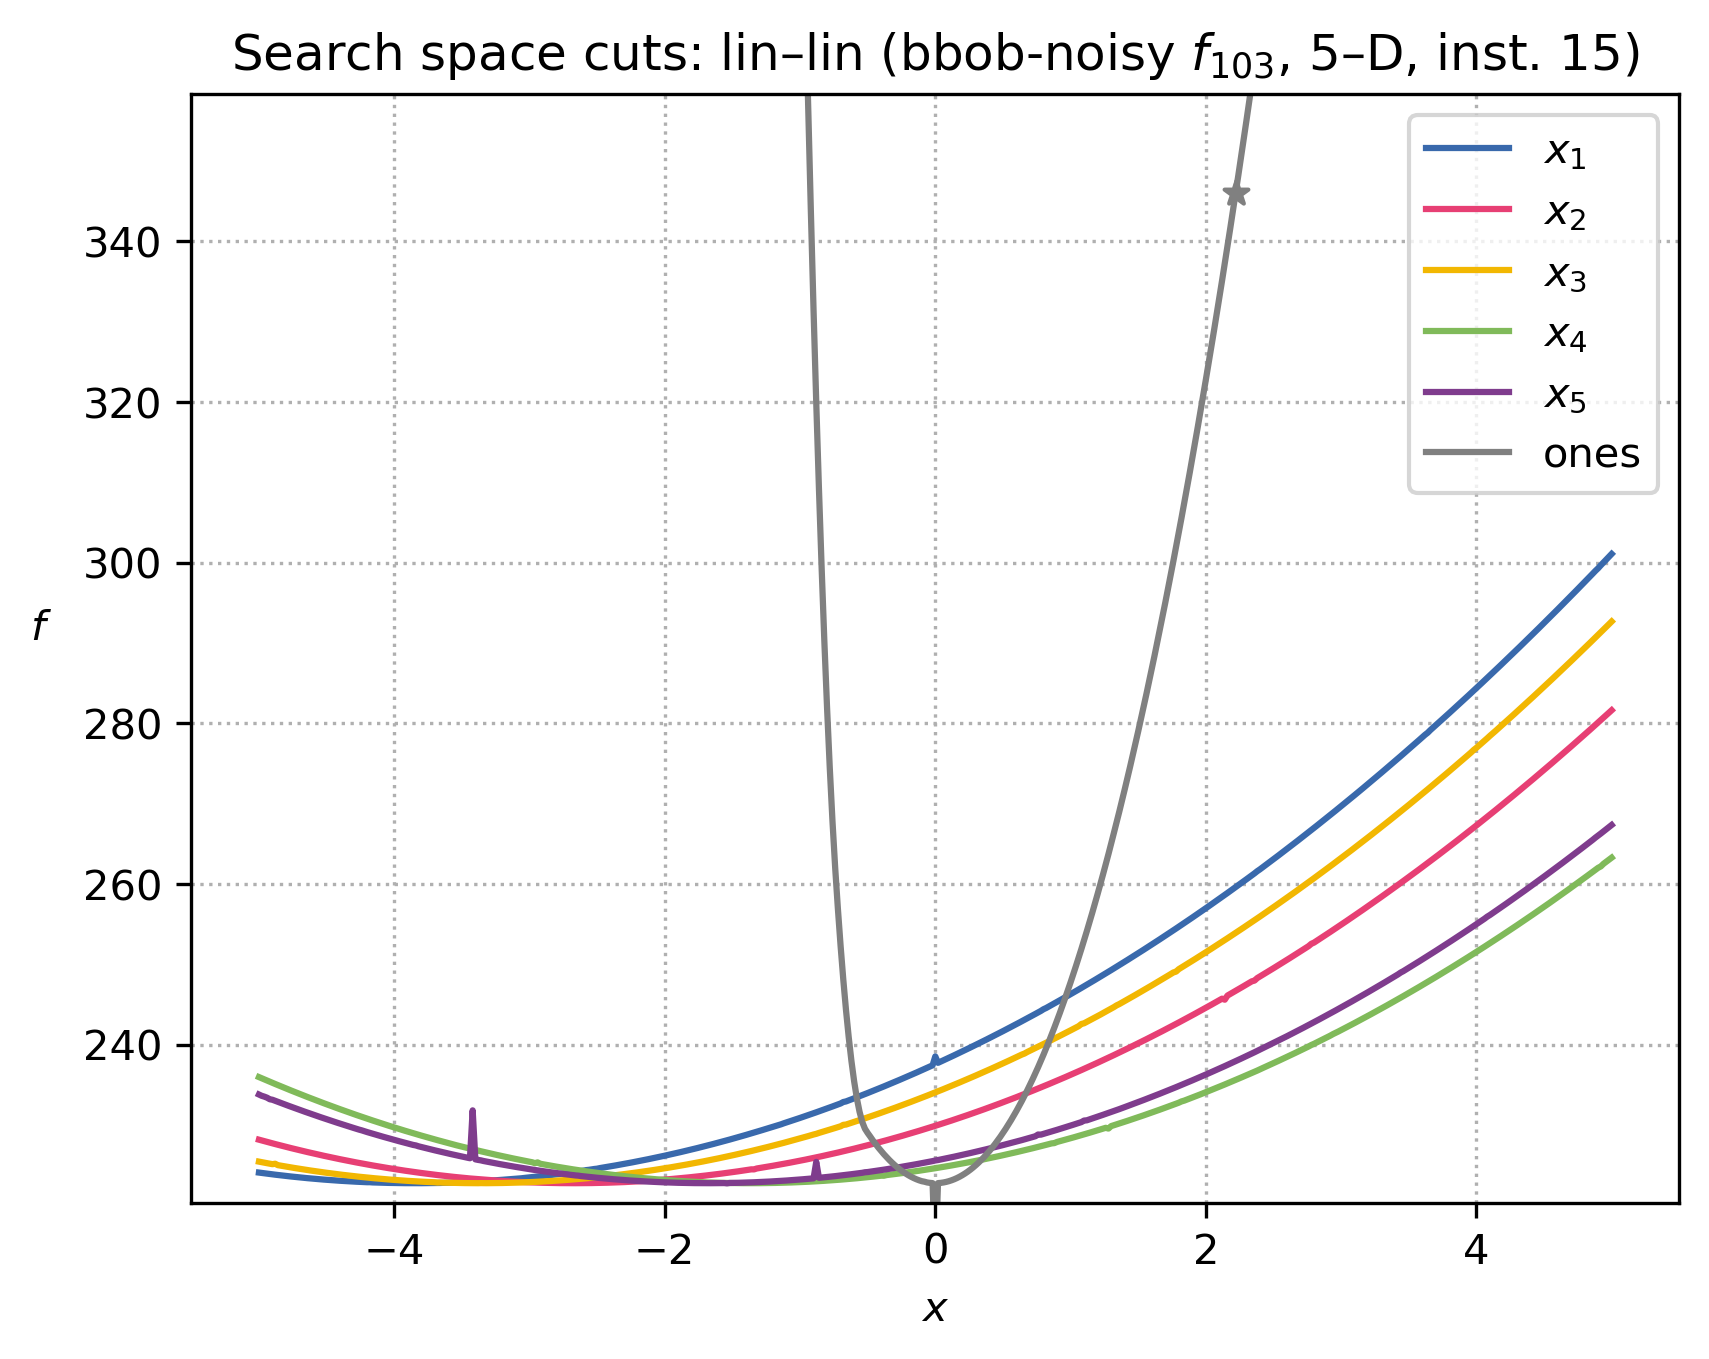 Search space cuts: lin–lin (bbob-noisy f₁₀₃, 5–D, inst. 15)
x₁
x₂
x₃
x₄
x₅
ones
f
340
320
300
280
260
240
−4
−2
0
2
4
x